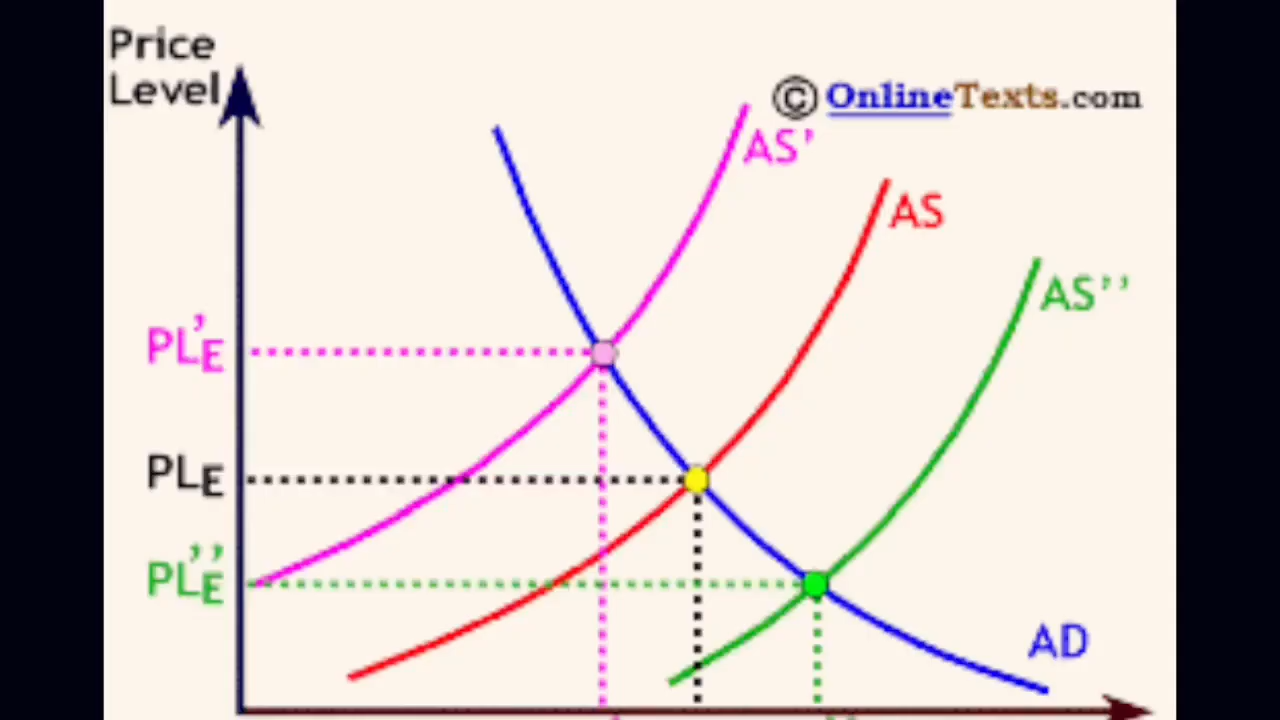 Price
Level
© OnlineTexts.com
AS’
AS
AS’’
PL’E
PLE
PL’’E
AD